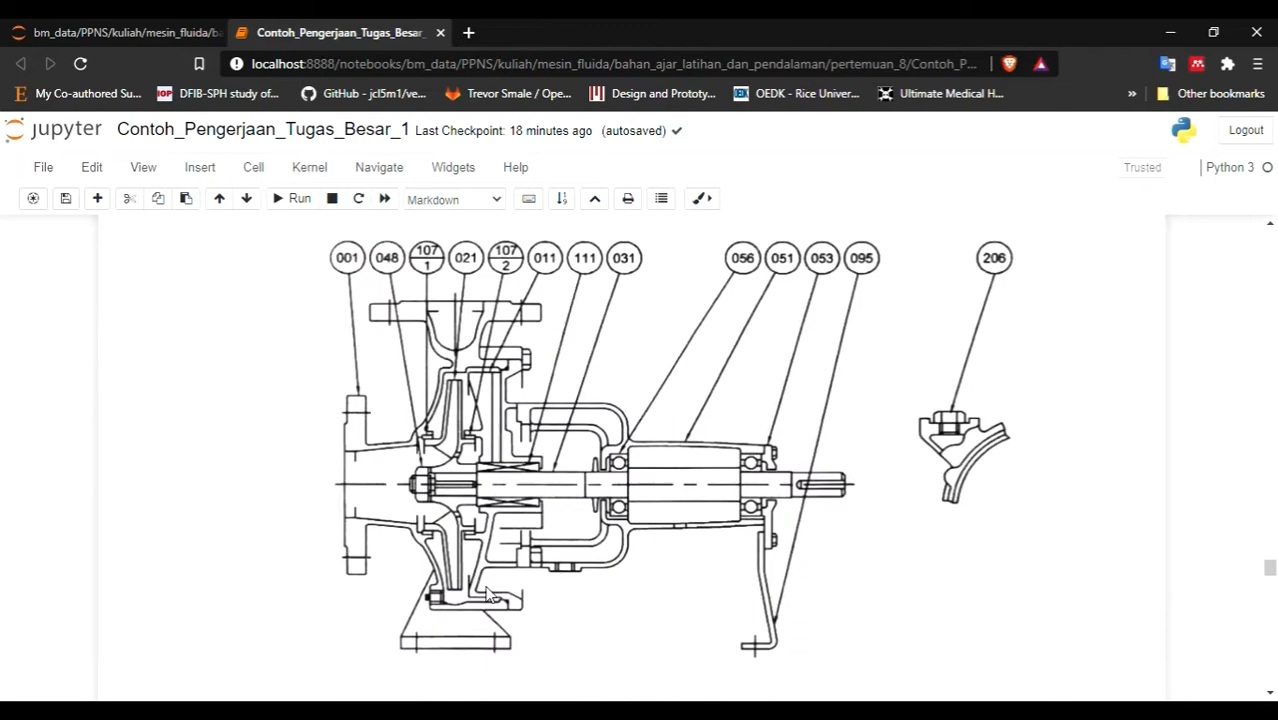 bm_data/PPNS/kuliah/mesin_fluida/ba
Contoh_Pengerjaan_Tugas_Besar_
localhost:8888/notebooks/bm_data/PPNS/kuliah/mesin_fluida/bahan_ajar_latihan_dan_pendalaman/pertemuan_8/Contoh_P...
My Co-authored Su... DFIB-SPH study of... GitHub - jcl5m1/ve... Trevor Smale / Ope... Design and Prototy... OEDK - Rice Univer... Ultimate Medical H... » Other bookmarks
jupyter Contoh_Pengerjaan_Tugas_Besar_1 Last Checkpoint: 18 minutes ago (autosaved) Logout
File Edit View Insert Cell Kernel Navigate Widgets Help Trusted Python 3
Run Markdown
001 048 107/1 021 107/2 011 111 031 056 051 053 095 206